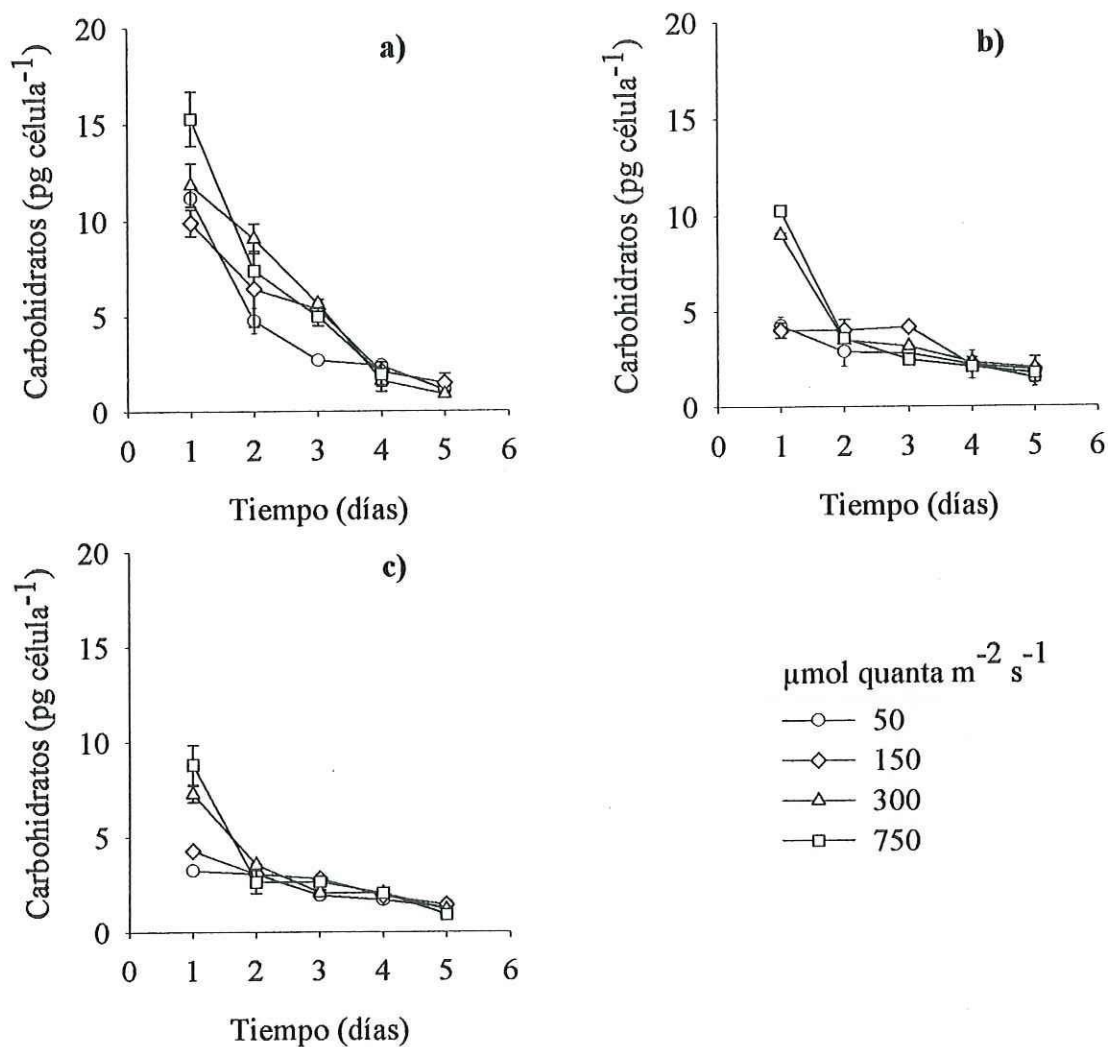 a)
Carbohidratos (pg célula⁻¹)
20
15
10
5
0
0 1 2 3 4 5 6
Tiempo (días)
b)
Carbohidratos (pg célula⁻¹)
20
15
10
5
0
0 1 2 3 4 5 6
Tiempo (días)
c)
Carbohidratos (pg célula⁻¹)
20
15
10
5
0
0 1 2 3 4 5 6
Tiempo (días)
µmol quanta m⁻² s⁻¹
50
150
300
750